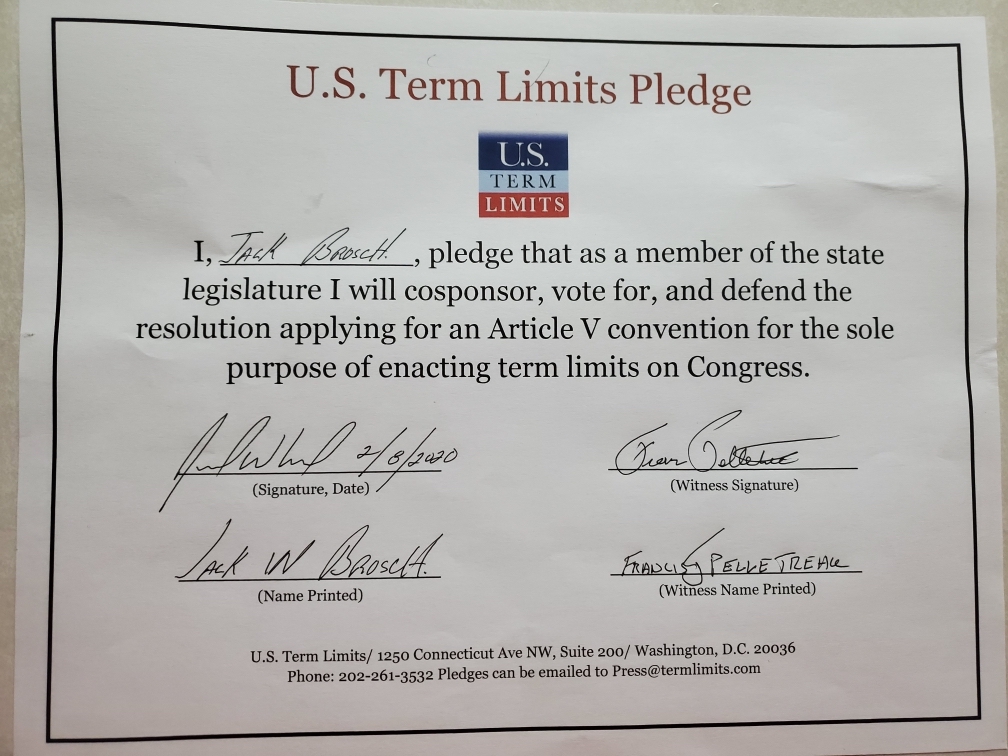 U.S. Term Limits Pledge
U.S.
TERM
LIMITS
I, Jack Brosch, pledge that as a member of the state
legislature I will cosponsor, vote for, and defend the
resolution applying for an Article V convention for the sole
purpose of enacting term limits on Congress.
2/8/2020
(Signature, Date)
(Witness Signature)
Jack W Brosch
(Name Printed)
Francis Pelletreau
(Witness Name Printed)
U.S. Term Limits/ 1250 Connecticut Ave NW, Suite 200/ Washington, D.C. 20036
Phone: 202-261-3532 Pledges can be emailed to Press@termlimits.com